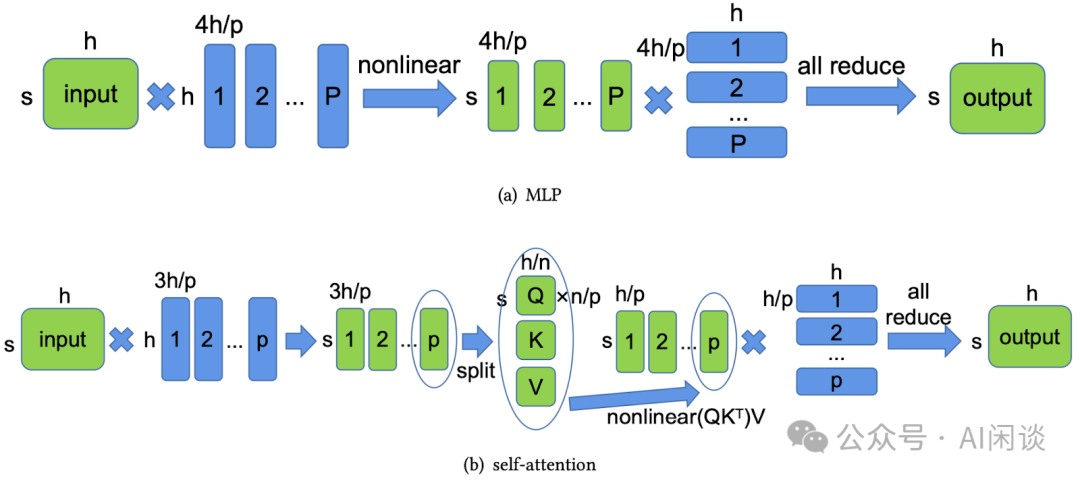 h
s
input
4h/p
h
1
2
...
P
nonlinear
4h/p
s
1
2
...
P
4h/p
h
1
2
...
P
all reduce
h
s
output
(a) MLP
h
s
input
3h/p
h
1
2
...
p
3h/p
s
1
2
...
p
split
h/n
s
Q
×n/p
K
V
nonlinear(QKᵀ)V
h/p
s
1
2
...
p
h/p
h
1
2
...
p
all
reduce
h
s
output
公众号 · AI闲谈
(b) self-attention